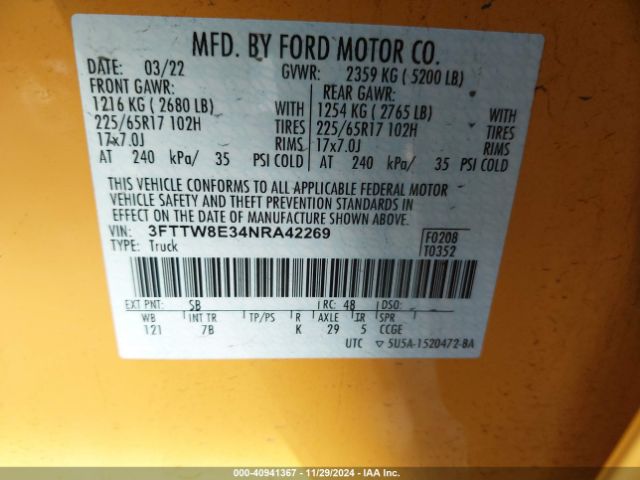 MFD. BY FORD MOTOR CO.
DATE: 03/22 GVWR: 2359 KG ( 5200 LB)
FRONT GAWR: REAR GAWR:
1216 KG ( 2680 LB) WITH 1254 KG ( 2765 LB) WITH
225/65R17 102H TIRES 225/65R17 102H TIRES
17x7.0J RIMS 17x7.0J RIMS
AT 240 kPa/ 35 PSI COLD AT 240 kPa/ 35 PSI COLD
THIS VEHICLE CONFORMS TO ALL APPLICABLE FEDERAL MOTOR
VEHICLE SAFETY AND THEFT PREVENTION STANDARDS IN
EFFECT ON THE DATE OF MANUFACTURE SHOWN ABOVE.
VIN: 3FTTW8E34NRA42269 F0208
TYPE: Truck T0352
EXT PNT: SB RC: 48 DSO:
WB INT TR TP/PS R AXLE IR SPR
121 7B K 29 5 CCGE
UTC ▽ 5U5A-1520472-BA
000-40941367 - 11/29/2024 - IAAI.COM